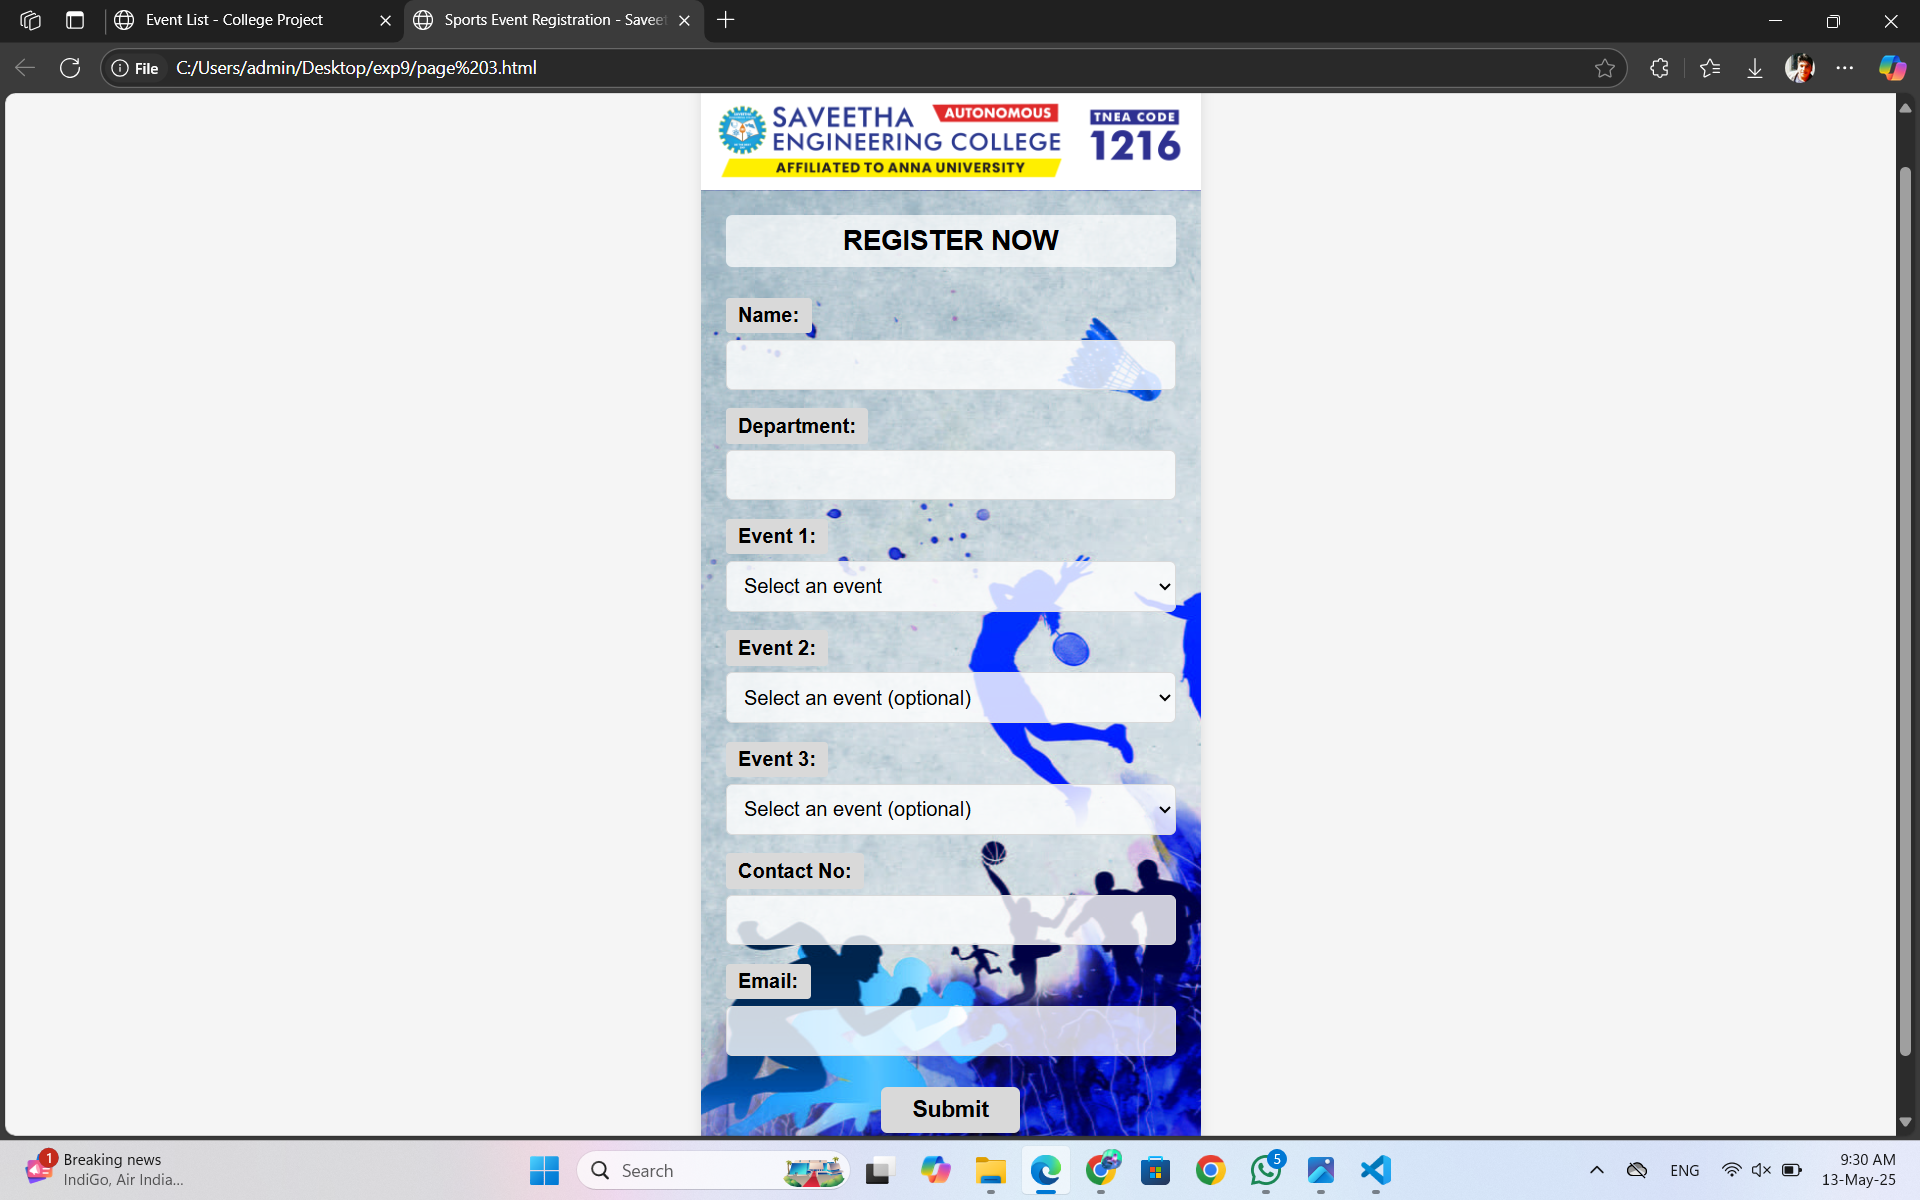 Event List - College Project
Sports Event Registration - Saveet
File
C:/Users/admin/Desktop/exp9/page%203.html
SAVEETHA AUTONOMOUS
ENGINEERING COLLEGE
AFFILIATED TO ANNA UNIVERSITY
TNEA CODE
1216
REGISTER NOW
Name:
Department:
Event 1:
Select an event
Event 2:
Select an event (optional)
Event 3:
Select an event (optional)
Contact No:
Email:
Submit
1
Breaking news
IndiGo, Air India...
Search
5
ENG
9:30 AM
13-May-25